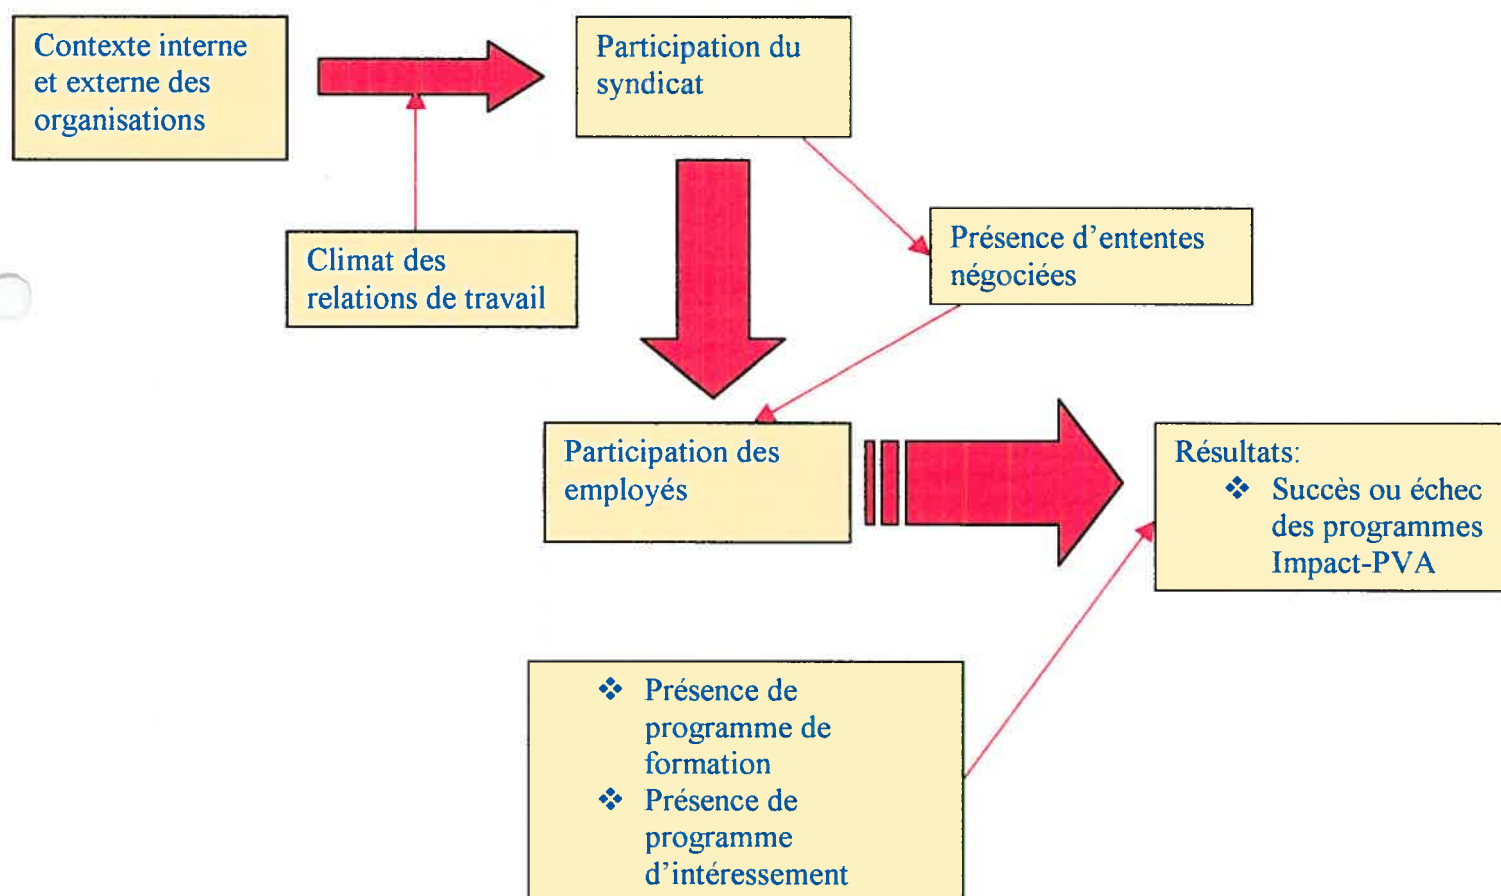 Contexte interne
et externe des
organisations
Participation du
syndicat
Climat des
relations de travail
Présence d'ententes
négociées
Participation des
employés
Résultats:
❖ Succès ou échec
des programmes
Impact-PVA
❖ Présence de
programme de
formation
❖ Présence de
programme
d'intéressement